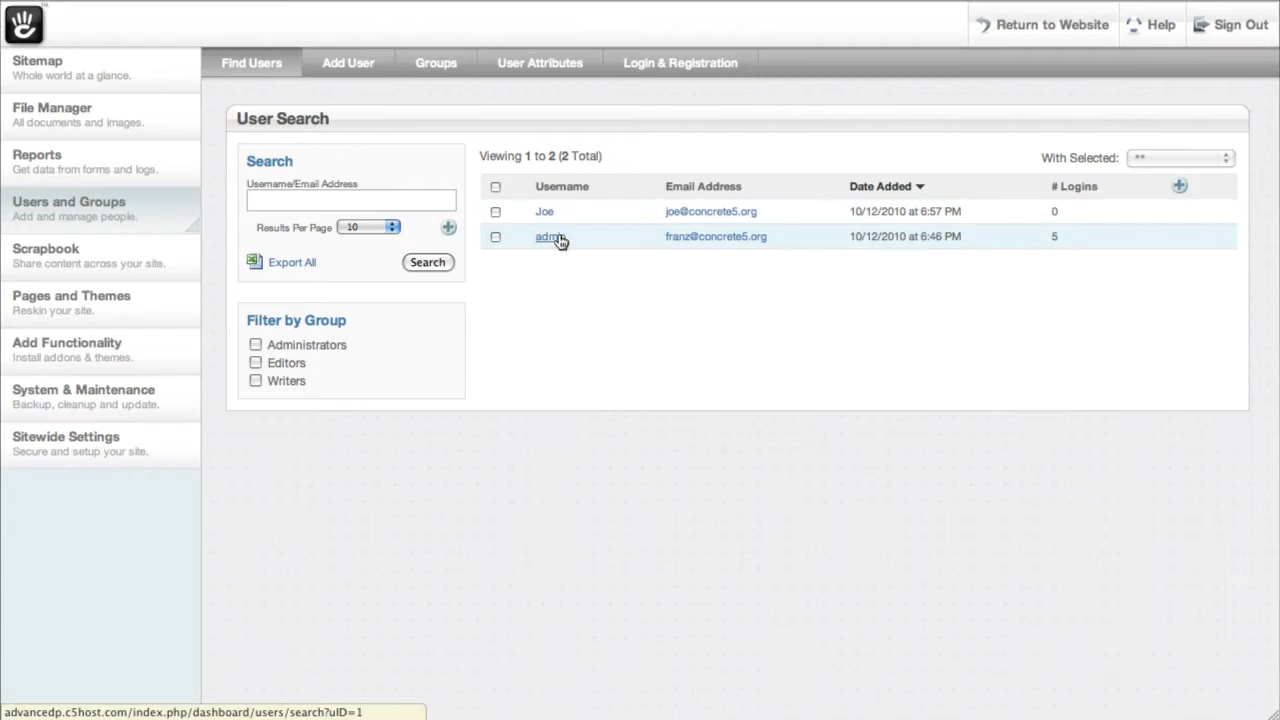 Return to Website
Help
Sign Out
Sitemap
Whole world at a glance.
File Manager
All documents and images.
Reports
Get data from forms and logs.
Users and Groups
Add and manage people.
Scrapbook
Share content across your site.
Pages and Themes
Reskin your site.
Add Functionality
Install addons & themes.
System & Maintenance
Backup, cleanup and update.
Sitewide Settings
Secure and setup your site.
Find Users
Add User
Groups
User Attributes
Login & Registration
User Search
Search
Username/Email Address
Results Per Page 10
Export All
Search
Filter by Group
Administrators
Editors
Writers
Viewing 1 to 2 (2 Total)
With Selected: **
Username Email Address Date Added # Logins
Joe joe@concrete5.org 10/12/2010 at 6:57 PM 0
admin franz@concrete5.org 10/12/2010 at 6:46 PM 5
advancedp.c5host.com/index.php/dashboard/users/search?uID=1